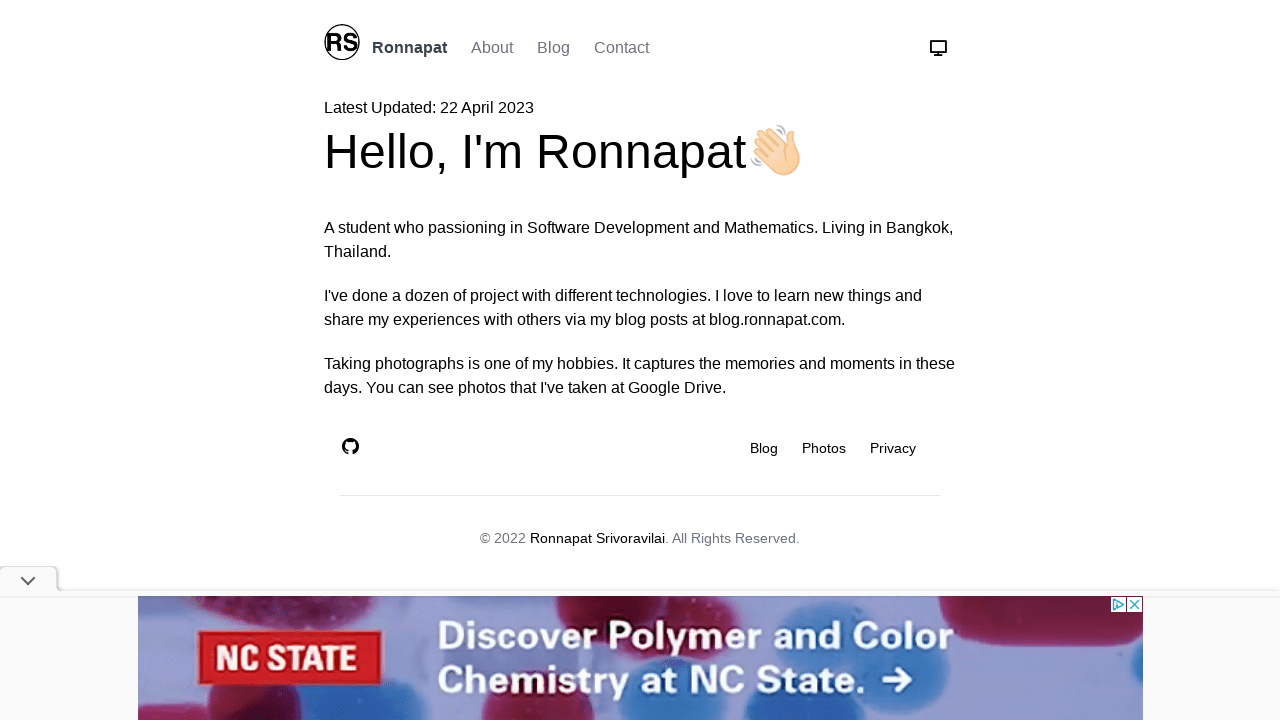 RS
Ronnapat About Blog Contact
Latest Updated: 22 April 2023
Hello, I'm Ronnapat👋🏻
A student who passioning in Software Development and Mathematics. Living in Bangkok,
Thailand.
I've done a dozen of project with different technologies. I love to learn new things and
share my experiences with others via my blog posts at blog.ronnapat.com.
Taking photographs is one of my hobbies. It captures the memories and moments in these
days. You can see photos that I've taken at Google Drive.
Blog Photos Privacy
© 2022 Ronnapat Srivoravilai. All Rights Reserved.
NC STATE
Discover Polymer and Color
Chemistry at NC State. →